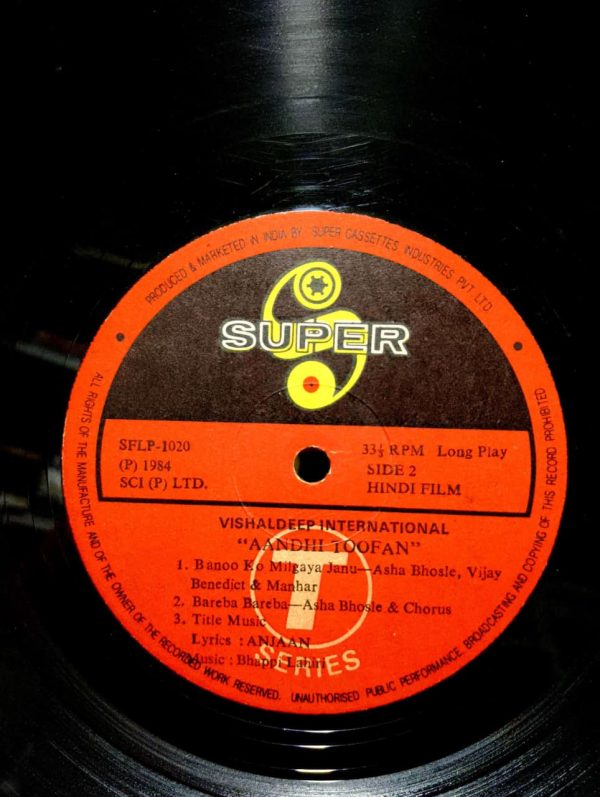 PRODUCED & MARKETED IN INDIA BY: SUPER CASSETTES INDUSTRIES PVT. LTD.
SUPER
SFLP-1020
(P) 1984
SCI (P) LTD.
33⅓ RPM Long Play
SIDE 2
HINDI FILM
VISHALDEEP INTERNATIONAL
"AANDHI TOOFAN"
1. Banoo Ko Milgaya Janu—Asha Bhosle, Vijay
Benedict & Manhar
2. Bareba Bareba—Asha Bhosle & Chorus
3. Title Music
Lyrics : ANJAAN
Music : Bhappi Lahiri
T
SERIES
ALL RIGHTS OF THE MANUFACTURE AND OF THE OWNER OF THE RECORDED WORK RESERVED. UNAUTHORISED PUBLIC PERFORMANCE, BROADCASTING AND COPYING OF THIS RECORD PROHIBITED